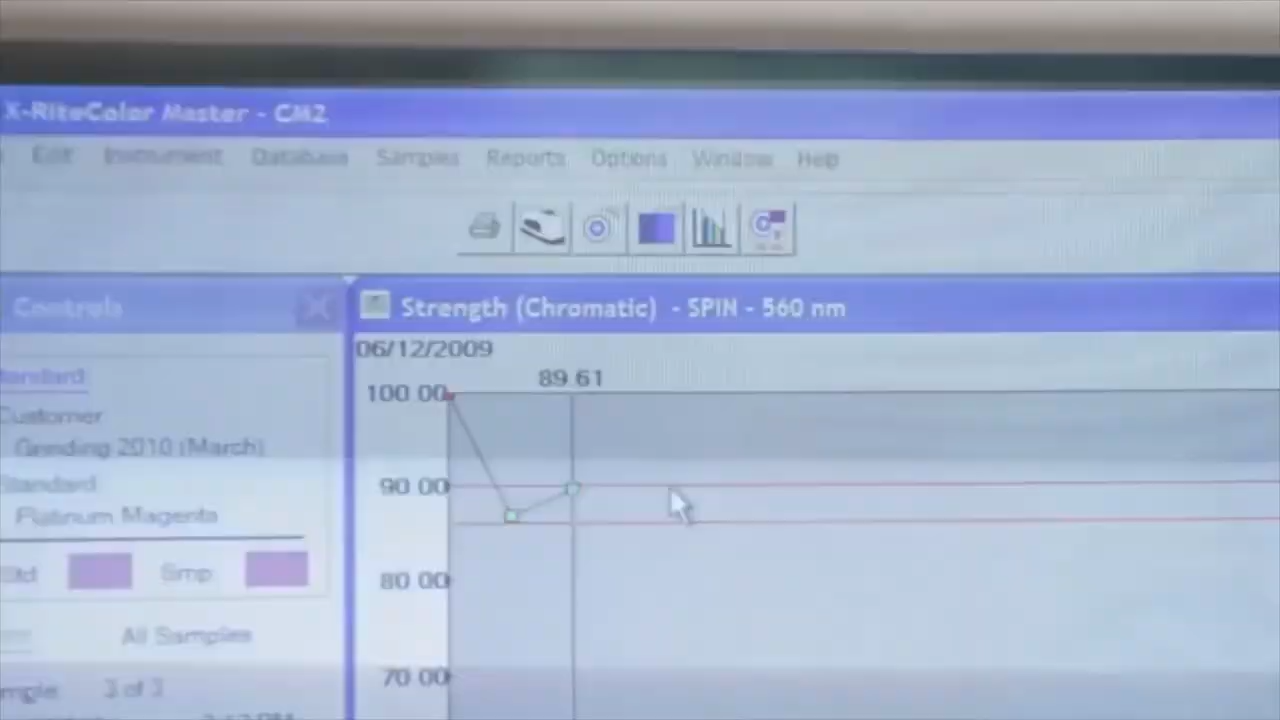 X-RiteColor Master - CM2
Edit Instrument Database Samples Reports Options Window Help
Controls
Strength (Chromatic) - SPIN - 560 nm
06/12/2009
89.61
100 00
90 00
80 00
70 00
tandard
Customer
Grinding 2010 (March)
Standard
Platinum Magenta
Std Smp
All Samples
mple 3 of 3